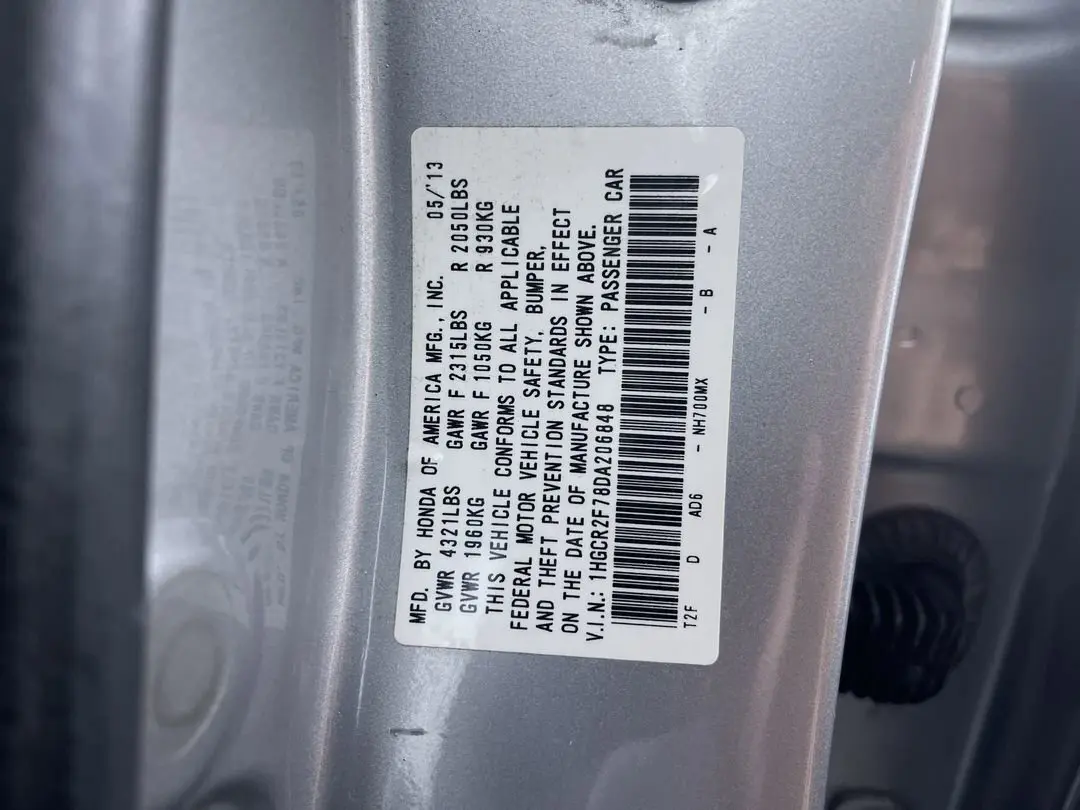 MFD. BY HONDA OF AMERICA MFG., INC. 05/'13
GVWR 4321LBS GAWR F 2315LBS R 2050LBS
GVWR 1960KG GAWR F 1050KG R 930KG
THIS VEHICLE CONFORMS TO ALL APPLICABLE
FEDERAL MOTOR VEHICLE SAFETY, BUMPER,
AND THEFT PREVENTION STANDARDS IN EFFECT
ON THE DATE OF MANUFACTURE SHOWN ABOVE.
V.I.N.: 1HGCR2F78DA206848 TYPE: PASSENGER CAR
T2F D AD6 - NH700MX - B - A